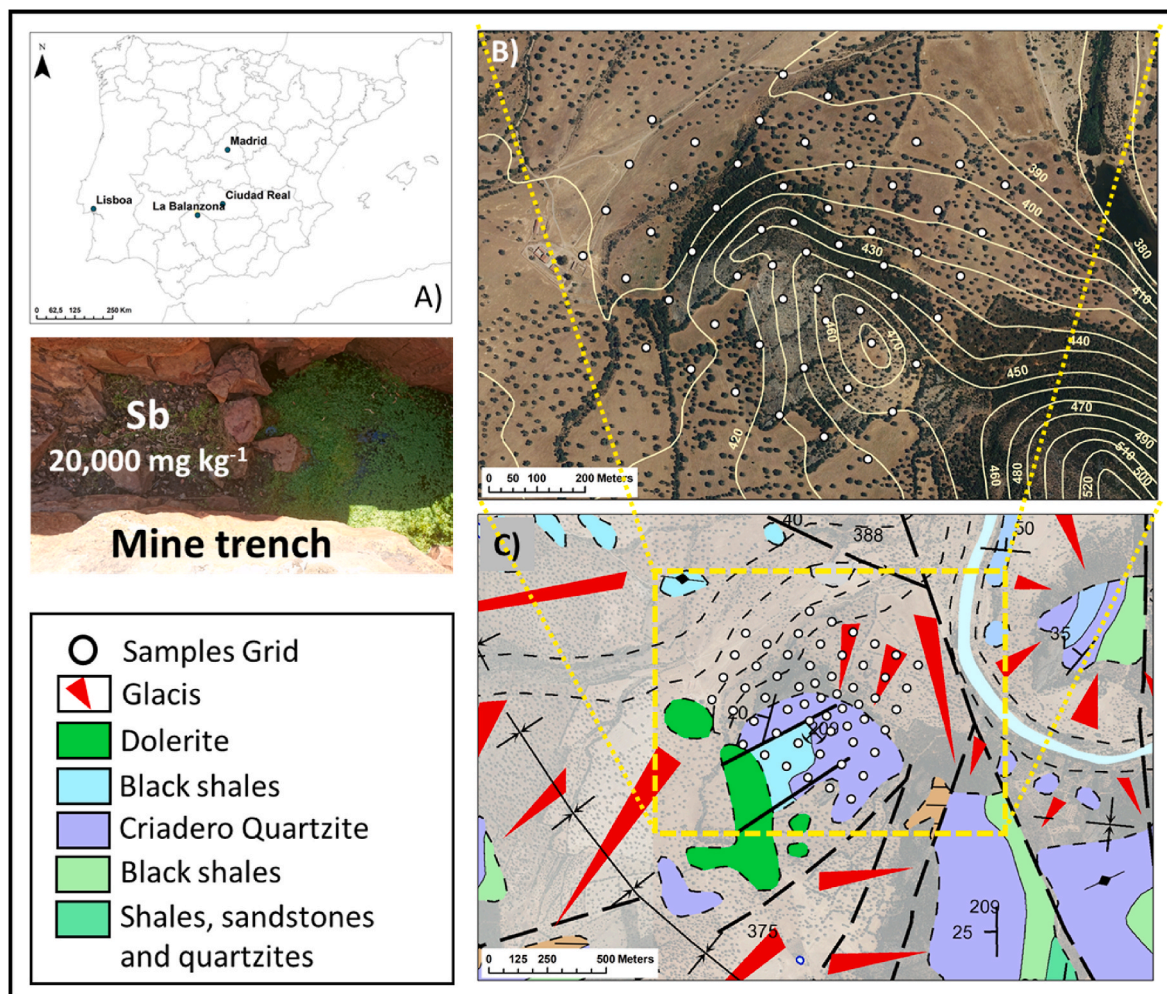 N
Madrid
Ciudad Real
Lisboa
La Balanzona
0 62,5 125 250 Km
A)
Sb
20,000 mg kg-1
Mine trench
Samples Grid
Glacis
Dolerite
Black shales
Criadero Quartzite
Black shales
Shales, sandstones
and quartzites
B)
390
400
380
430
410
470
460
440
450
420
470
490
510
500
460
480
520
0 50 100 200 Meters
C)
40
388
50
35
20
209
209
25
375
0 125 250 500 Meters